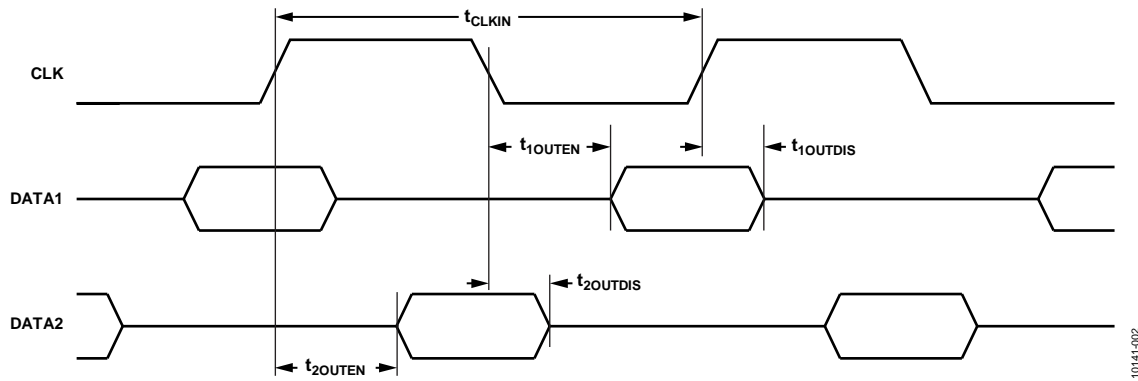 tCLKIN
CLK
t1OUTEN
t1OUTDIS
DATA1
t2OUTDIS
DATA2
t2OUTEN
10141-002